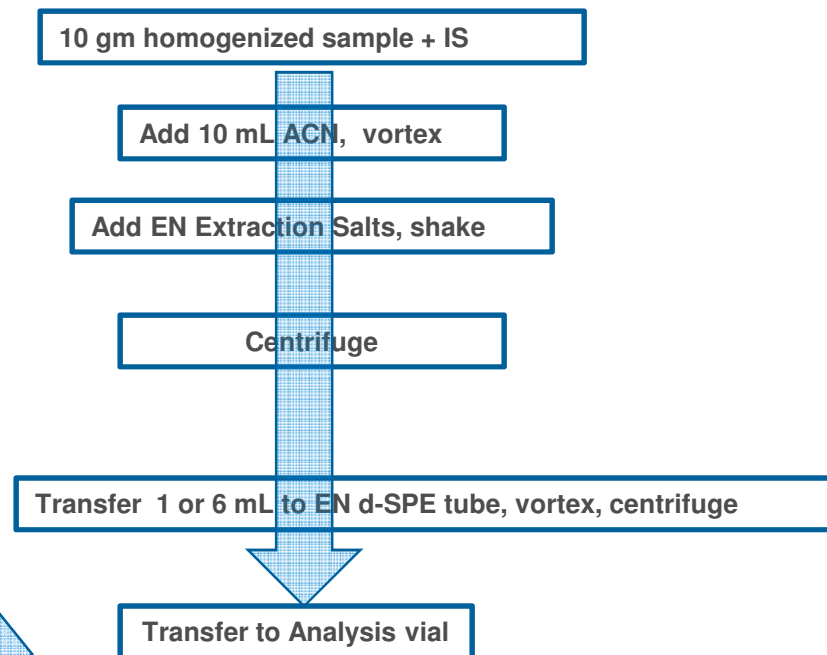 10 gm homogenized sample + IS
Add 10 mL ACN, vortex
Add EN Extraction Salts, shake
Centrifuge
Transfer 1 or 6 mL to EN d-SPE tube, vortex, centrifuge
Transfer to Analysis vial